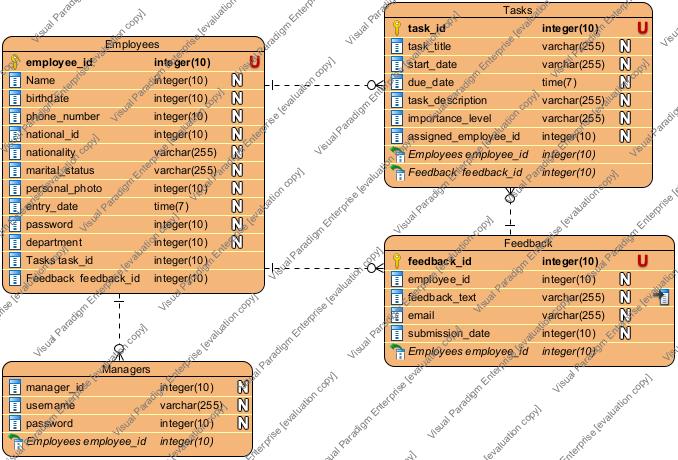 Employees
employee_id integer(10) U
Name integer(10) N
birthdate integer(10) N
phone_number integer(10) N
national_id integer(10) N
nationality varchar(255) N
marital_status varchar(255) N
personal_photo integer(10) N
entry_date time(7) N
password integer(10) N
department integer(10) N
Tasks task_id integer(10)
Feedback feedback_id integer(10)
Tasks
task_id integer(10) U
task_title varchar(255) N
start_date varchar(255) N
due_date time(7) N
task_description varchar(255) N
importance_level varchar(255) N
assigned_employee_id integer(10) N
Employees employee_id integer(10)
Feedback feedback_id integer(10)
Feedback
feedback_id integer(10) U
employee_id integer(10) N
feedback_text varchar(255) N
email varchar(255) N
submission_date integer(10) N
Employees employee_id integer(10)
Managers
manager_id integer(10) N
username varchar(255) N
password integer(10) N
Employees employee_id integer(10)
Visual Paradigm Enterprise [evaluation copy]